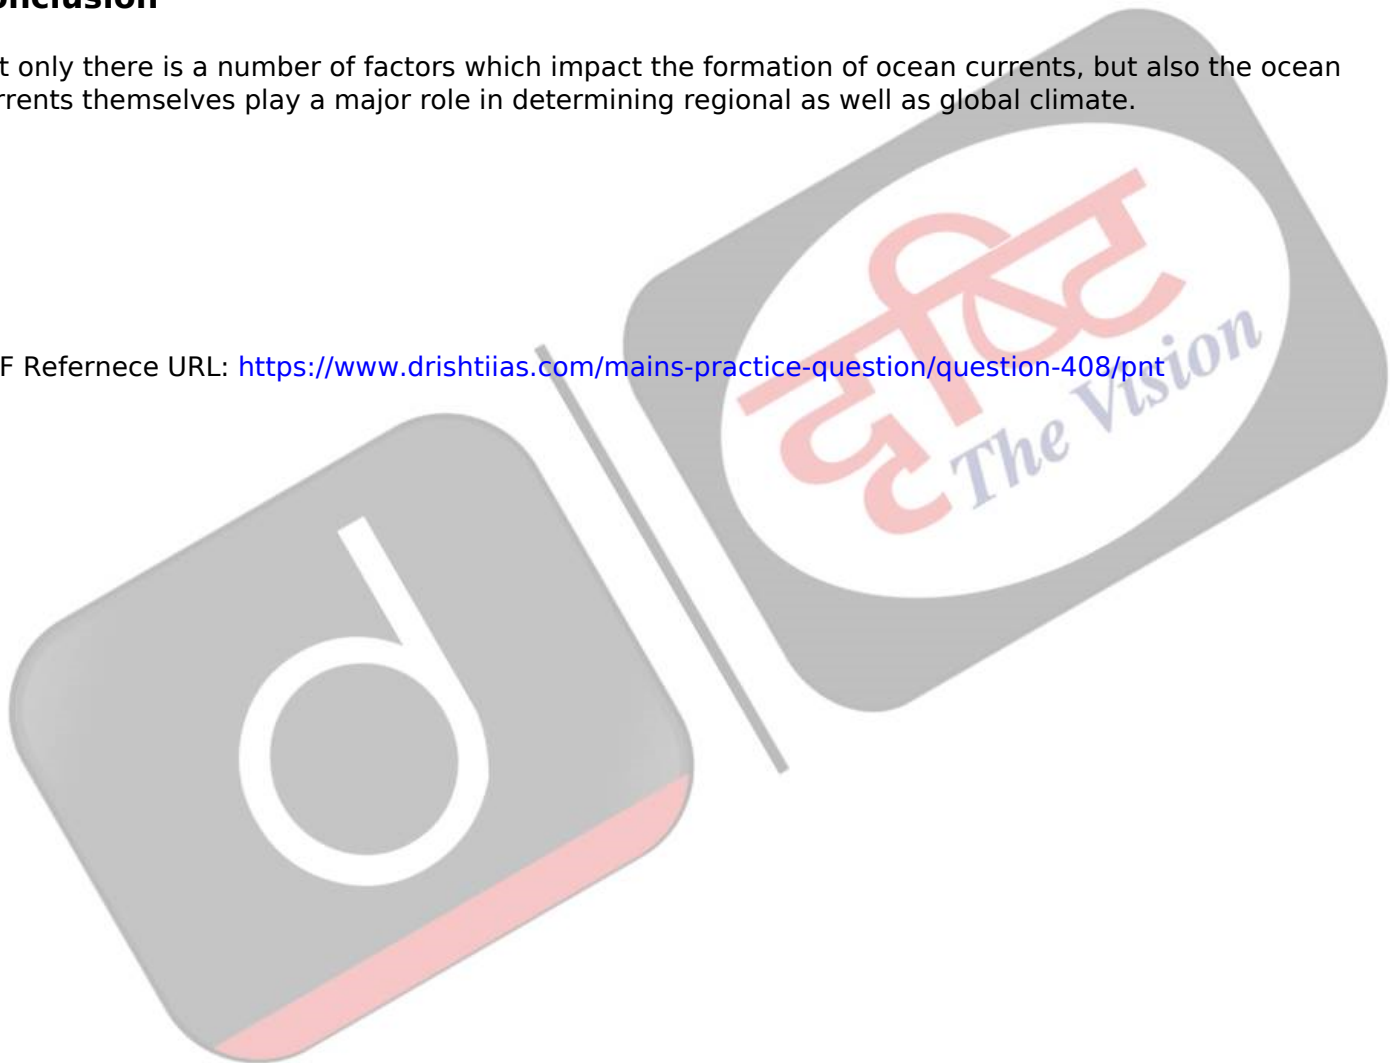 onclusion
t only there is a number of factors which impact the formation of ocean currents, but also the ocean
rrents themselves play a major role in determining regional as well as global climate.
F Refernece URL: https://www.drishtiias.com/mains-practice-question/question-408/pnt
दृष्टि
The Vision
d